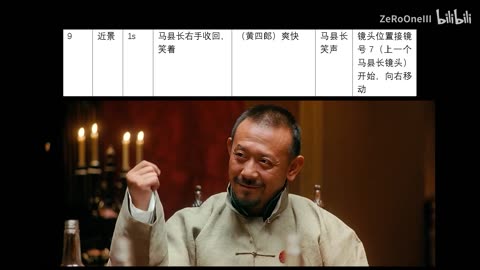 ZeRoOneIII bilibili
9 近景 1s 马县长右手收回, （黄四郎）爽快 马县长 镜头位置接镜
笑着 笑声 号 7（上一个
马县长镜头）
开始，向右移
动